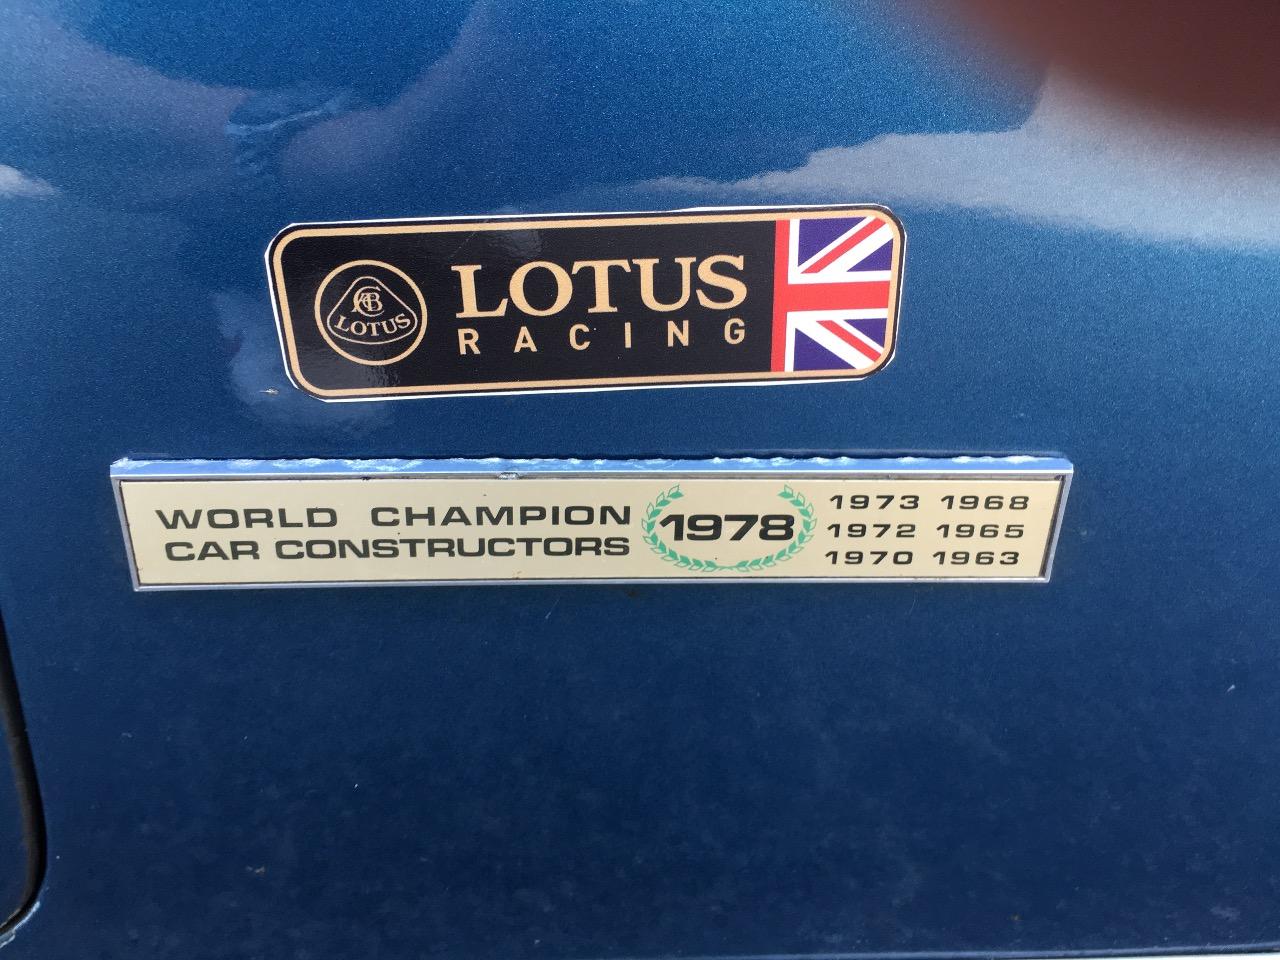 LOTUS
LOTUS
RACING
WORLD CHAMPION
CAR CONSTRUCTORS
1978
1973 1968
1972 1965
1970 1963